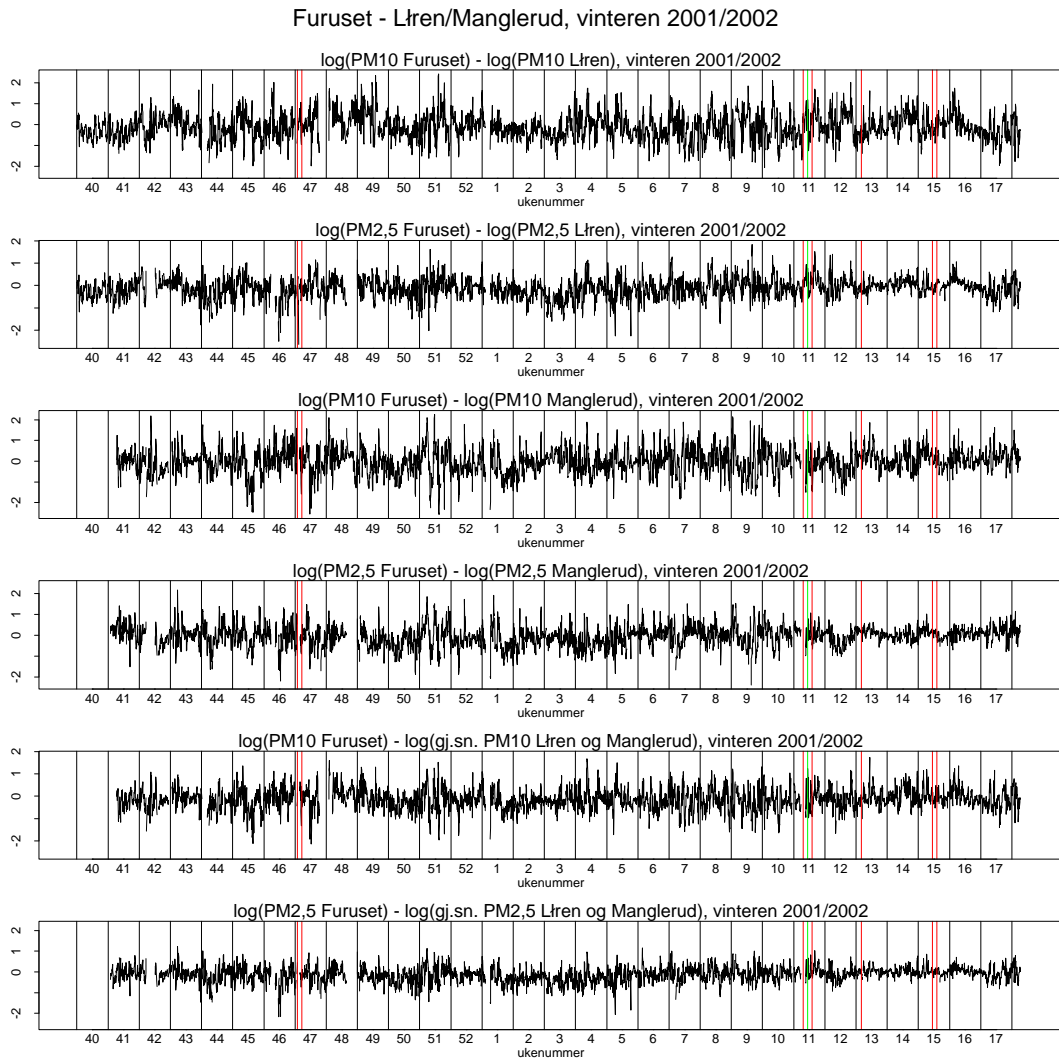 Furuset - Lłren/Manglerud, vinteren 2001/2002
log(PM10 Furuset) - log(PM10 Lłren), vinteren 2001/2002
2
1
0
-2
40 41 42 43 44 45 46 47 48 49 50 51 52 1 2 3 4 5 6 7 8 9 10 11 12 13 14 15 16 17
ukenummer
log(PM2,5 Furuset) - log(PM2,5 Lłren), vinteren 2001/2002
2
1
0
-2
40 41 42 43 44 45 46 47 48 49 50 51 52 1 2 3 4 5 6 7 8 9 10 11 12 13 14 15 16 17
ukenummer
log(PM10 Furuset) - log(PM10 Manglerud), vinteren 2001/2002
2
1
0
-2
40 41 42 43 44 45 46 47 48 49 50 51 52 1 2 3 4 5 6 7 8 9 10 11 12 13 14 15 16 17
ukenummer
log(PM2,5 Furuset) - log(PM2,5 Manglerud), vinteren 2001/2002
2
1
0
-2
40 41 42 43 44 45 46 47 48 49 50 51 52 1 2 3 4 5 6 7 8 9 10 11 12 13 14 15 16 17
ukenummer
log(PM10 Furuset) - log(gj.sn. PM10 Lłren og Manglerud), vinteren 2001/2002
2
1
0
-2
40 41 42 43 44 45 46 47 48 49 50 51 52 1 2 3 4 5 6 7 8 9 10 11 12 13 14 15 16 17
ukenummer
log(PM2,5 Furuset) - log(gj.sn. PM2,5 Lłren og Manglerud), vinteren 2001/2002
2
1
0
-2
40 41 42 43 44 45 46 47 48 49 50 51 52 1 2 3 4 5 6 7 8 9 10 11 12 13 14 15 16 17
ukenummer